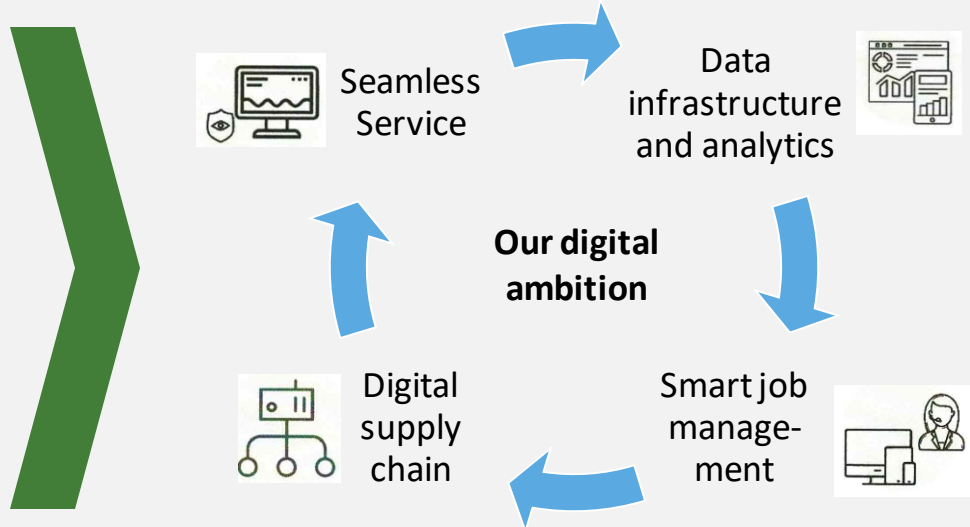 Seamless
Service
Data
infrastructure
and analytics
Our digital
ambition
Digital
supply
chain
Smart job
manage-
ment